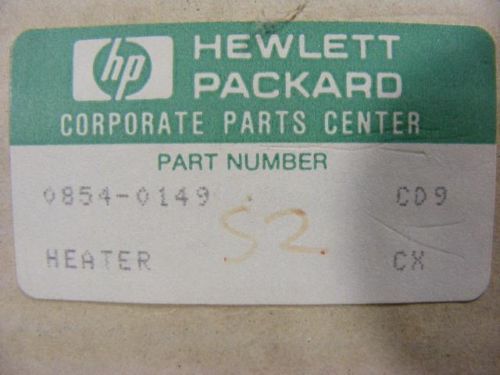 hp HEWLETT
PACKARD
CORPORATE PARTS CENTER
PART NUMBER
0854-0149 CD9
S2
HEATER CX